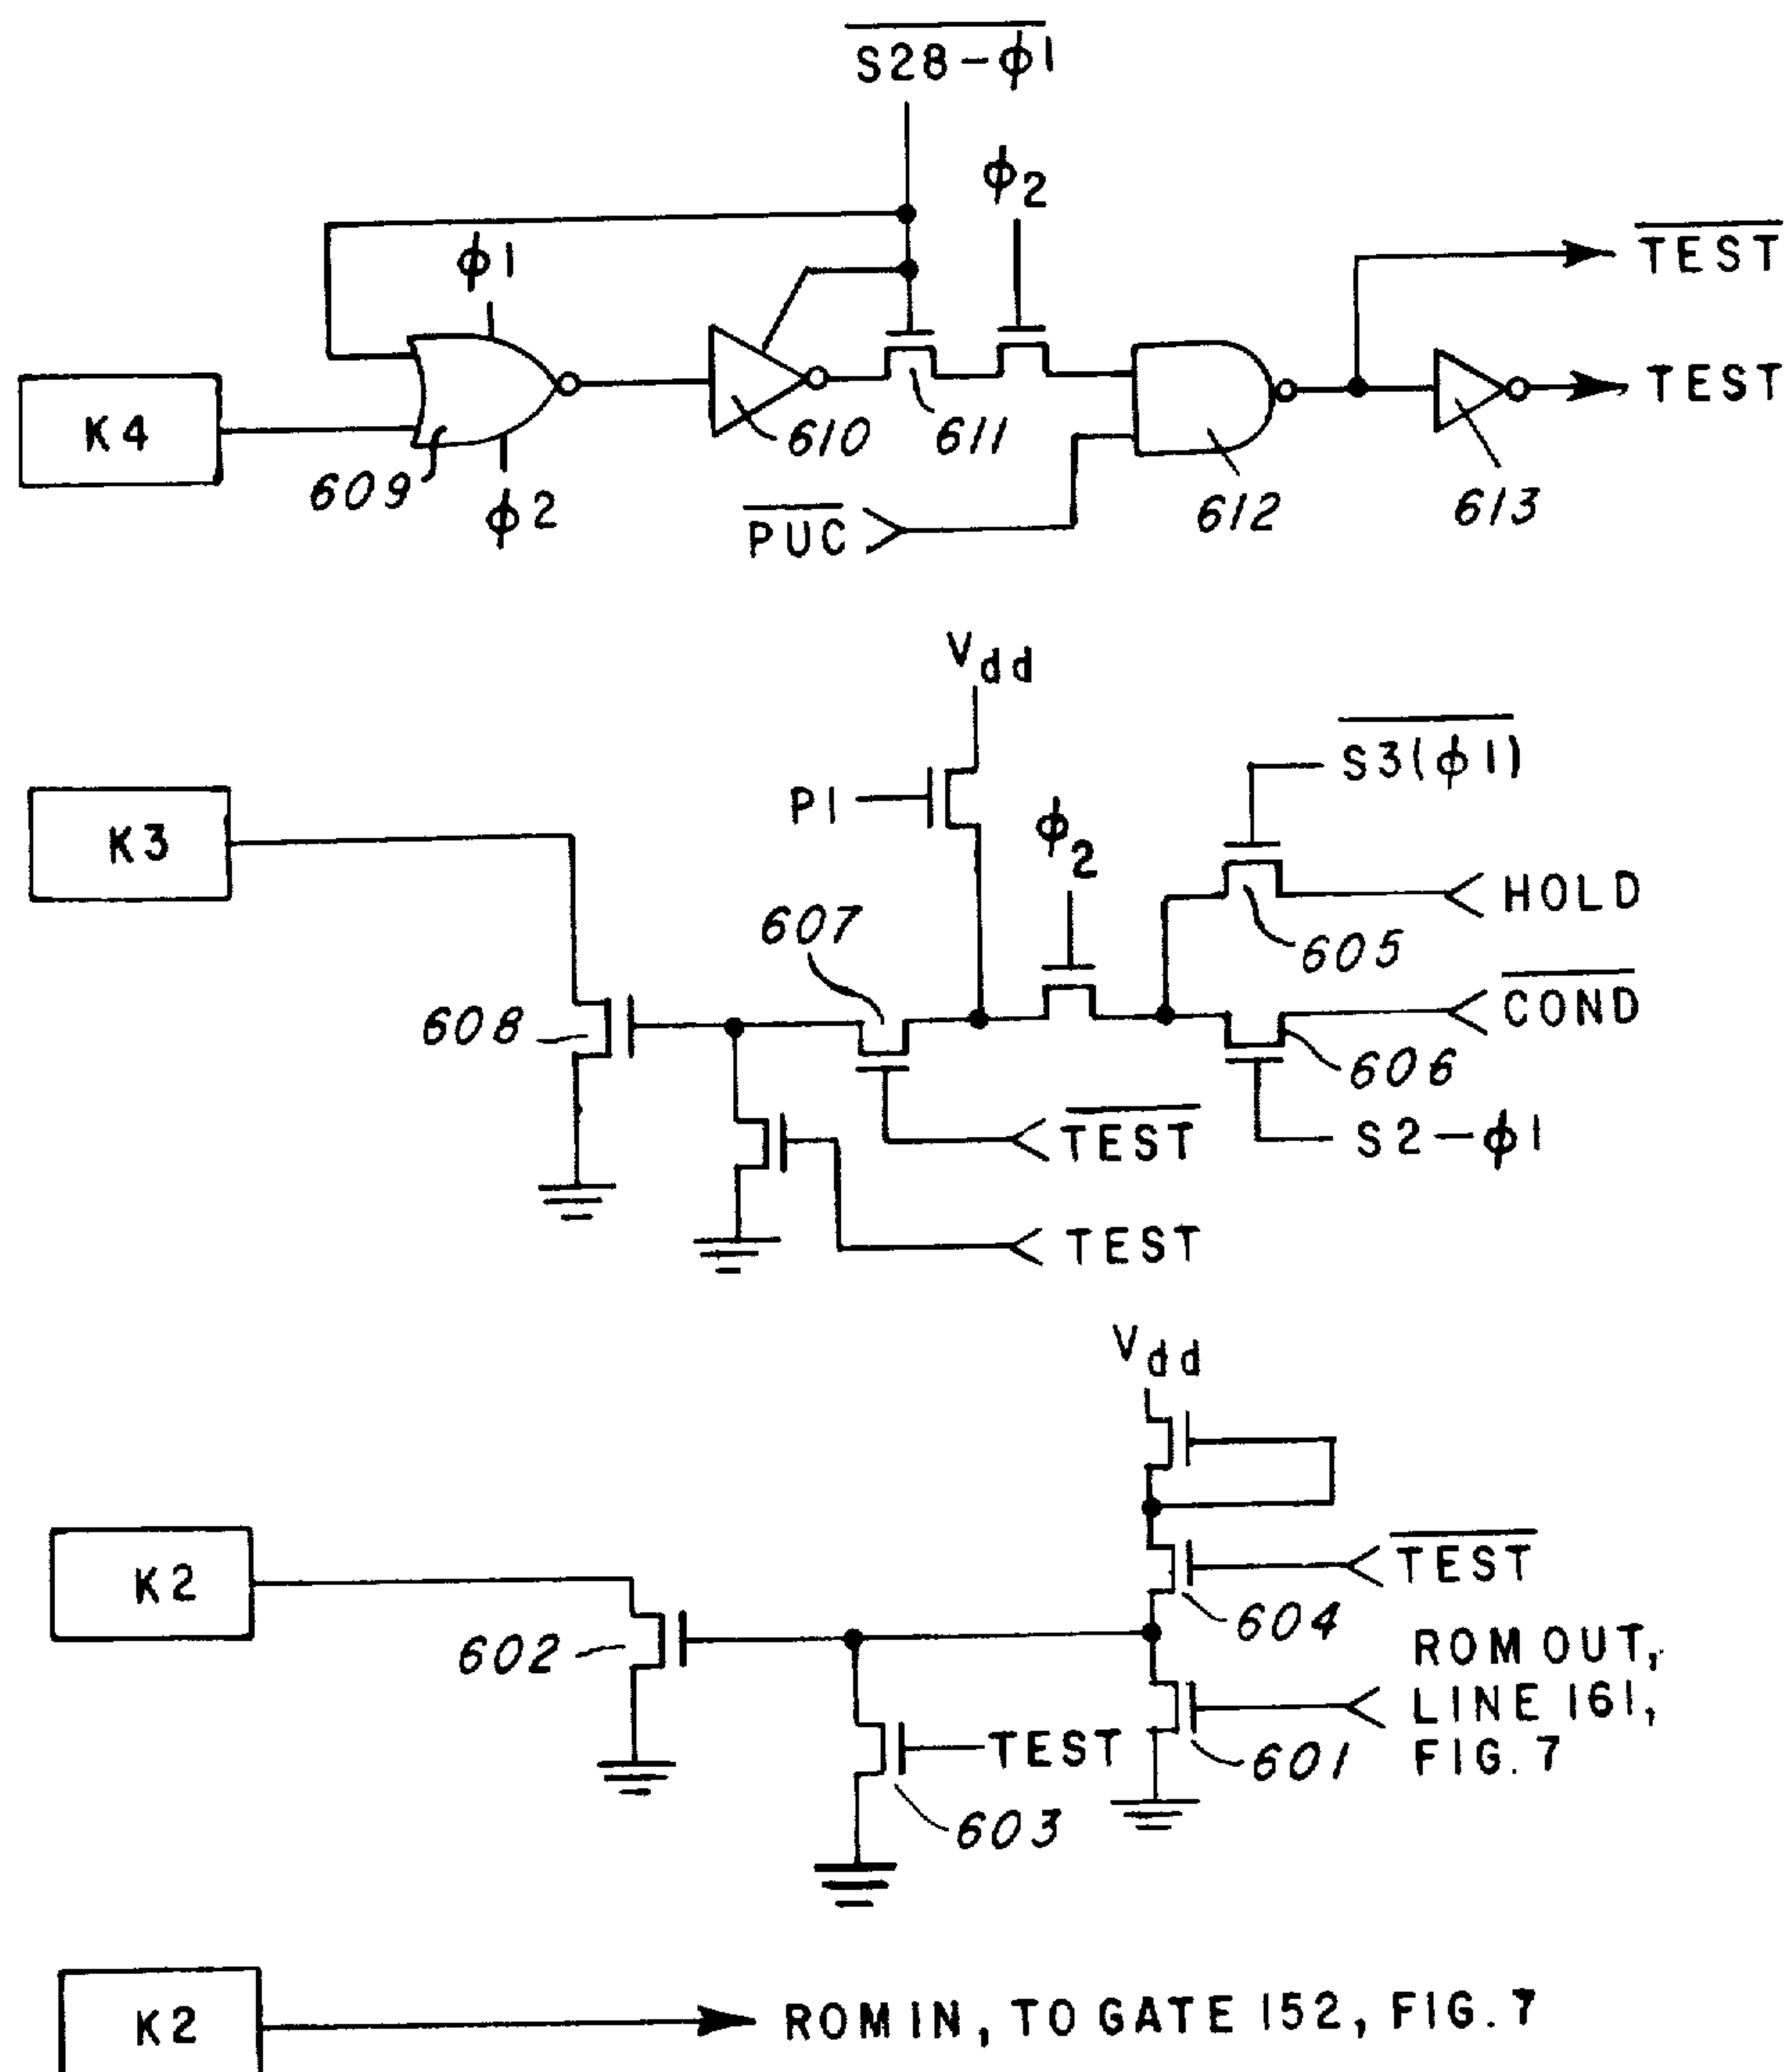 S28-ϕ1
ϕ2
ϕ1
TEST
K4
TEST
609
610
611
ϕ2
PUC
612
613
Vdd
S3(ϕ1)
P1
K3
ϕ2
HOLD
607
605
608
COND
606
TEST
S2-ϕ1
TEST
Vdd
K2
TEST
604
602
ROM OUT,
LINE 161,
FIG. 7
TEST
601
603
K2
ROM IN, TO GATE 152, FIG. 7